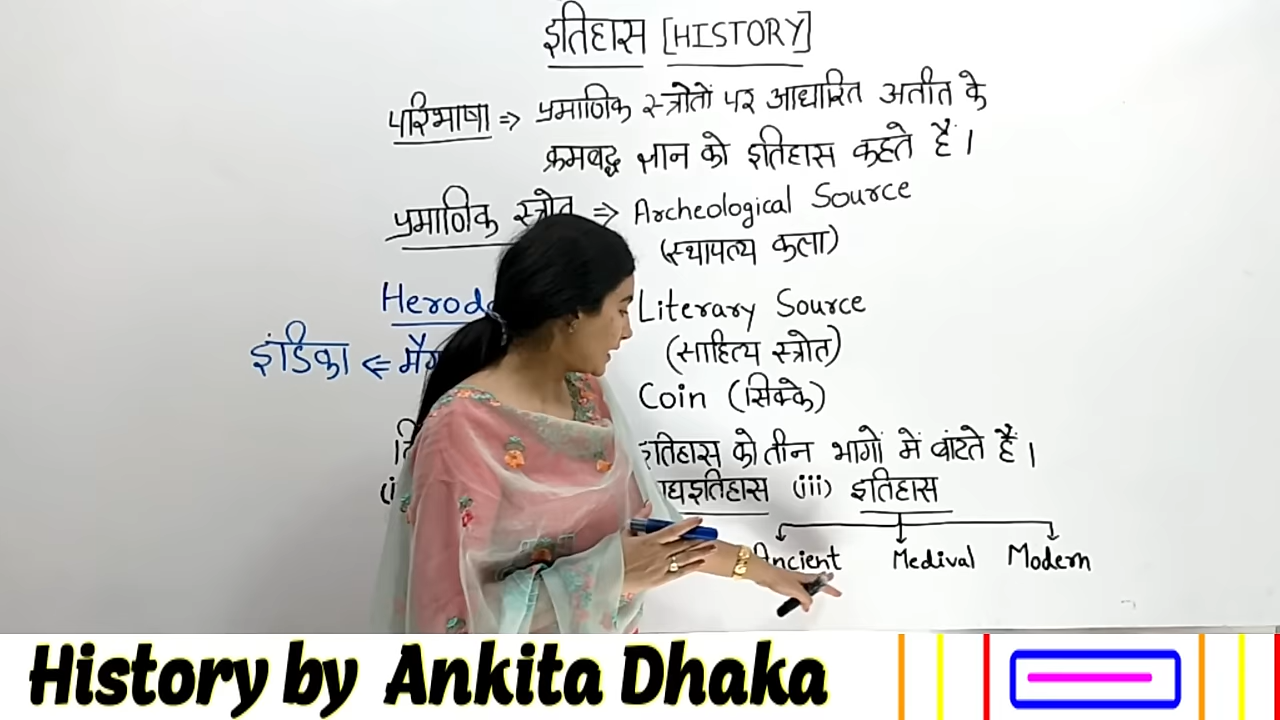 इतिहास [HISTORY]
परिभाषा ⇒ प्रमाणिक स्त्रोतों पर आधारित अतीत के
क्रमबद्ध ज्ञान को इतिहास कहते हैं।
प्रमाणिक स्त्रोत ⇒ Archeological Source
(स्थापत्य कला)
Literary Source
(साहित्य स्त्रोत)
इंडिका ⇐
Coin (सिक्के)
इतिहास को तीन भागों में बांटते हैं।
(iii) इतिहास
Ancient Medival Modern
History by Ankita Dhaka